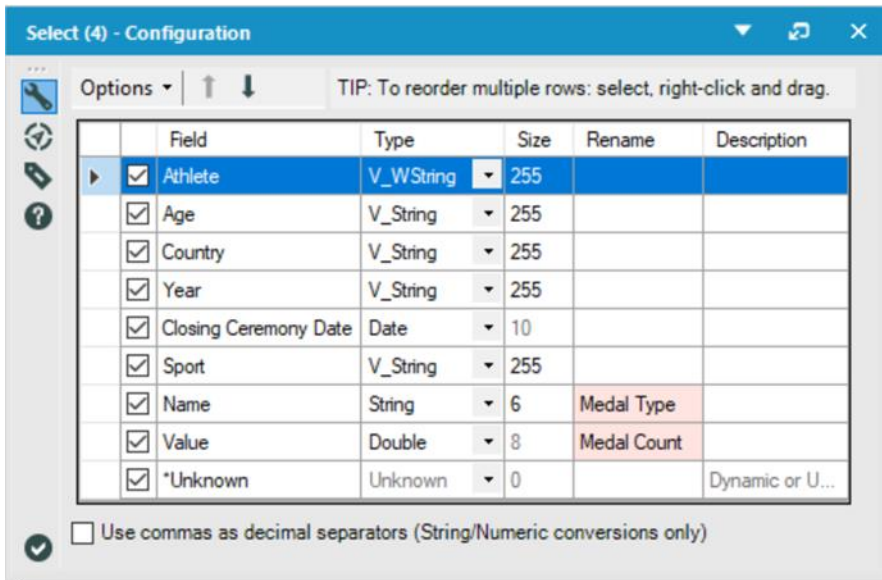 Select (4) - Configuration
Options TIP: To reorder multiple rows: select, right-click and drag.
Field Type Size Rename Description
Athlete V_WString 255
Age V_String 255
Country V_String 255
Year V_String 255
Closing Ceremony Date Date 10
Sport V_String 255
Name String 6 Medal Type
Value Double 8 Medal Count
*Unknown Unknown 0 Dynamic or U...
Use commas as decimal separators (String/Numeric conversions only)